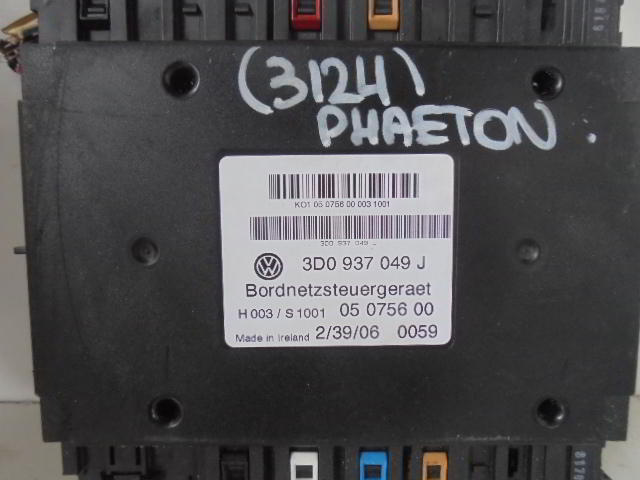 (3124)
PHAETON.
KO1 05 0756 00 003 1001
3D0 937 049 J
3D0 937 049 J
Bordnetzsteuergeraet
H 003 / S 1001 05 0756 00
Made in Ireland 2/39/06 0059